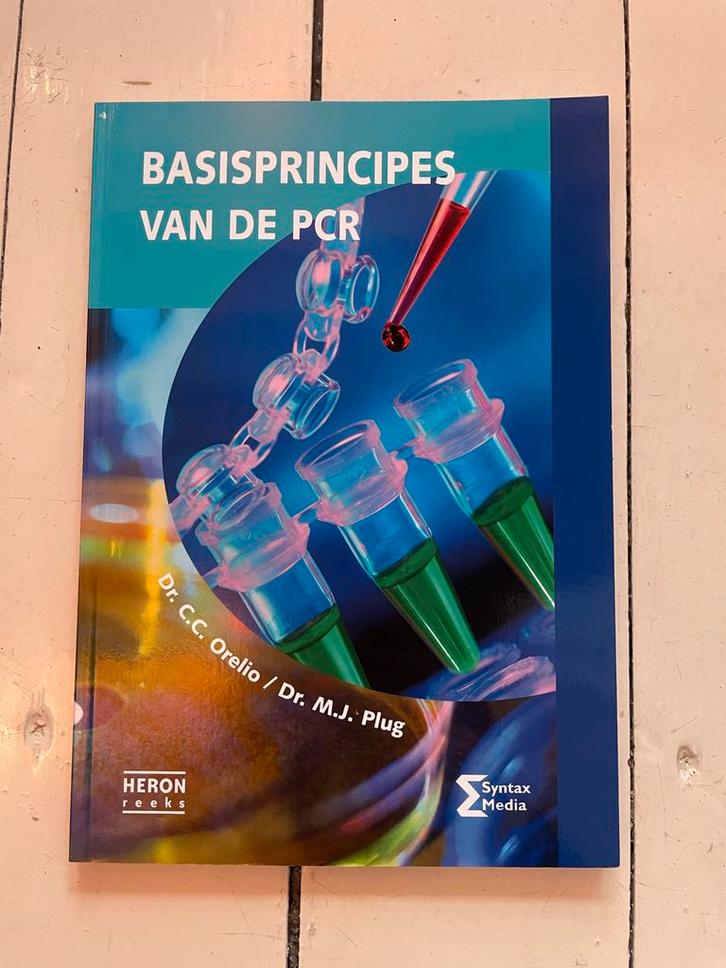 BASISPRINCIPES
VAN DE PCR
Dr. C.C. Orelio / Dr. M.J. Plug
HERON
reeks
Syntax
Media